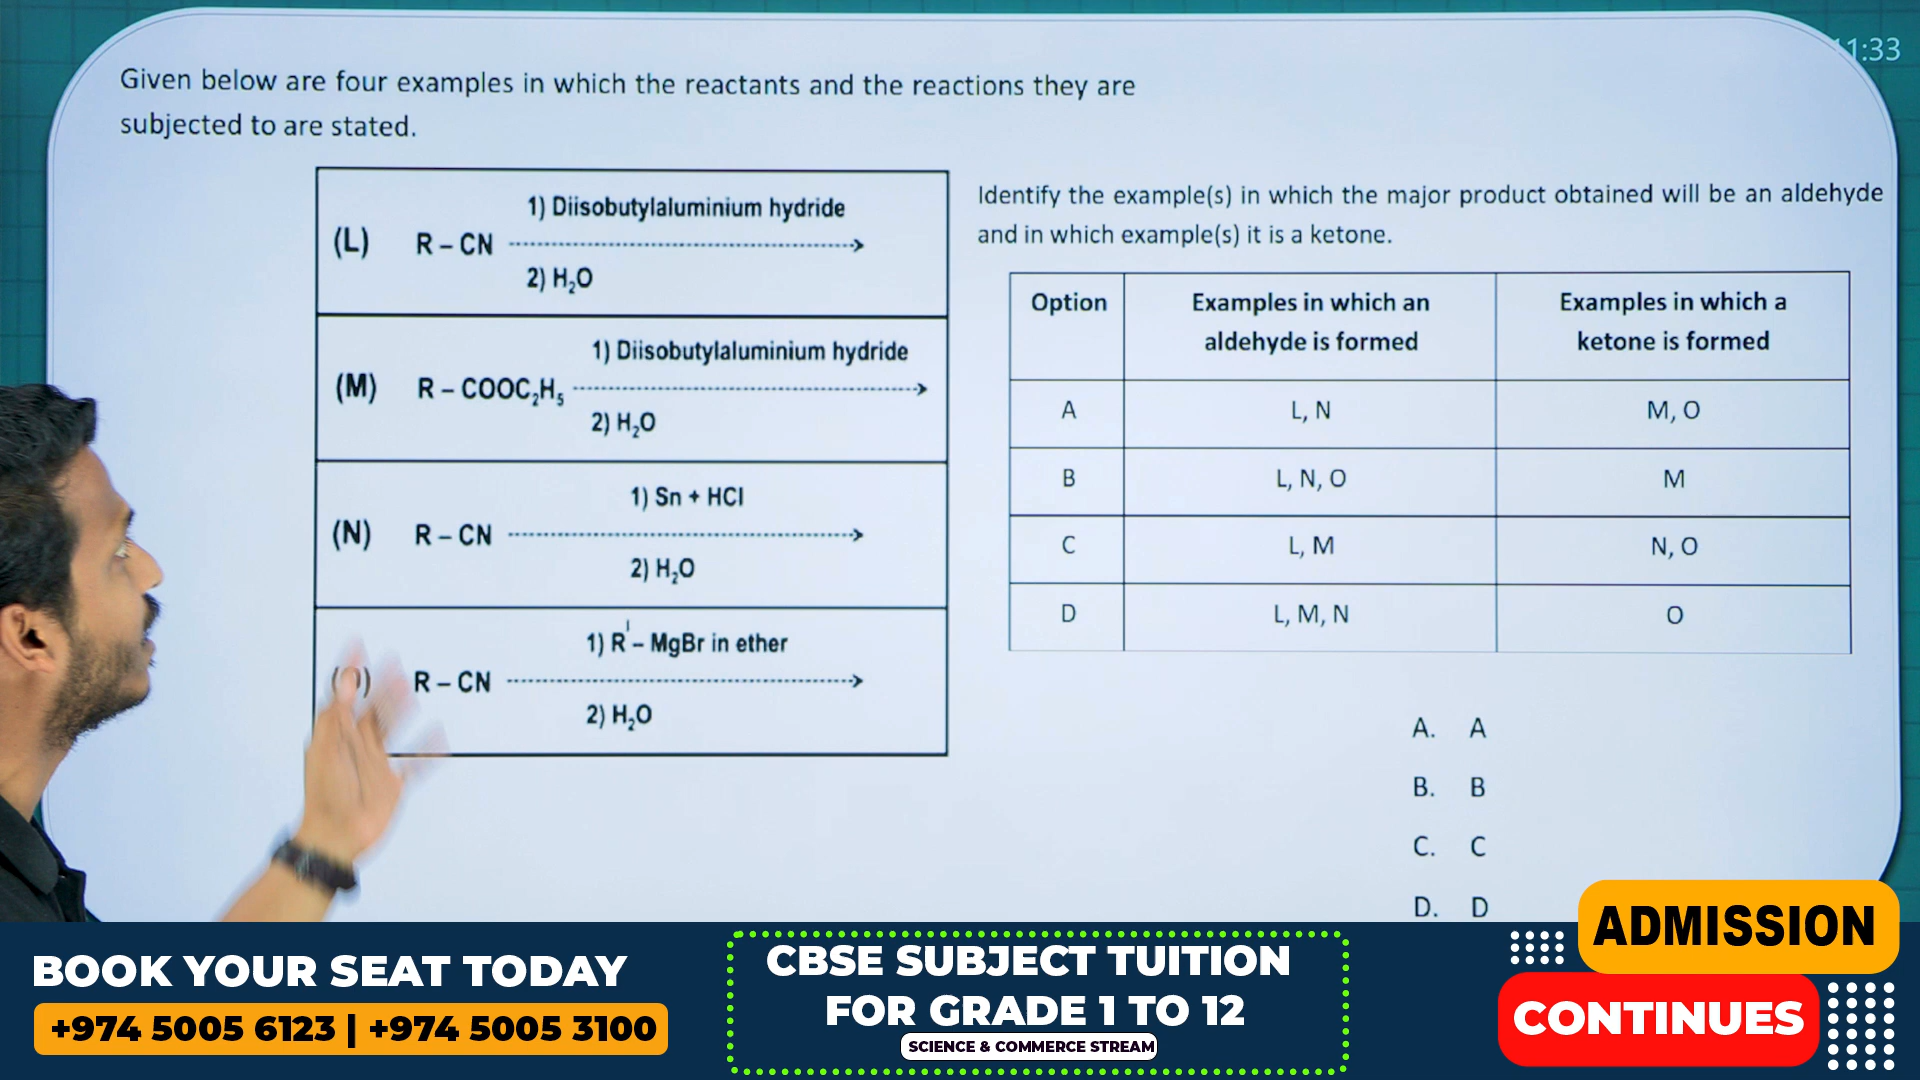 11:33
Given below are four examples in which the reactants and the reactions they are
subjected to are stated.
(L) R – CN 1) Diisobutylaluminium hydride
2) H₂O
(M) R – COOC₂H₅ 1) Diisobutylaluminium hydride
2) H₂O
(N) R – CN 1) Sn + HCl
2) H₂O
(O) R – CN 1) R' – MgBr in ether
2) H₂O
Identify the example(s) in which the major product obtained will be an aldehyde
and in which example(s) it is a ketone.
Option Examples in which an Examples in which a
aldehyde is formed ketone is formed
A L, N M, O
B L, N, O M
C L, M N, O
D L, M, N O
A. A
B. B
C. C
D. D
BOOK YOUR SEAT TODAY
+974 5005 6123 | +974 5005 3100
CBSE SUBJECT TUITION
FOR GRADE 1 TO 12
SCIENCE & COMMERCE STREAM
ADMISSION
CONTINUES